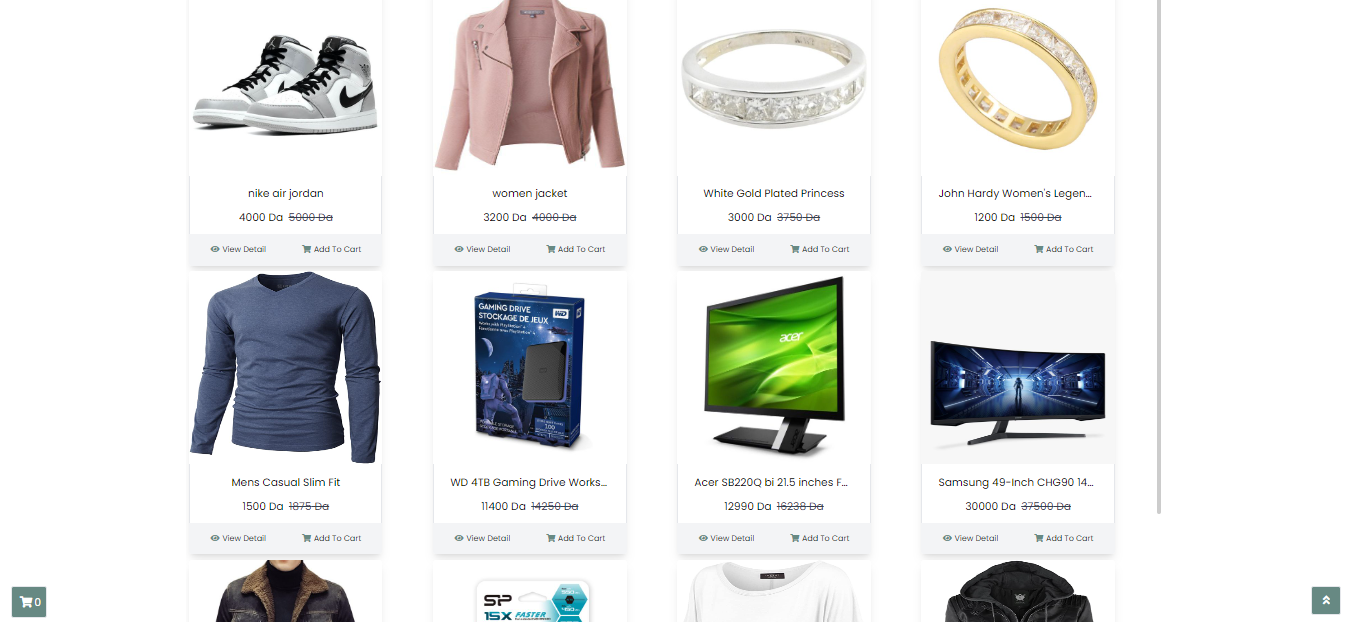 nike air jordan
4000 Da 5000 Da
View Detail Add To Cart
women jacket
3200 Da 4000 Da
View Detail Add To Cart
White Gold Plated Princess
3000 Da 3750 Da
View Detail Add To Cart
John Hardy Women's Legen...
1200 Da 1500 Da
View Detail Add To Cart
Mens Casual Slim Fit
1500 Da 1875 Da
View Detail Add To Cart
GAMING DRIVE
STOCKAGE DE JEUX
WD
WD 4TB Gaming Drive Works...
11400 Da 14250 Da
View Detail Add To Cart
acer
Acer SB220Q bi 21.5 inches F...
12990 Da 16238 Da
View Detail Add To Cart
Samsung 49-Inch CHG90 14...
30000 Da 37500 Da
View Detail Add To Cart
SP
15X FASTER
0